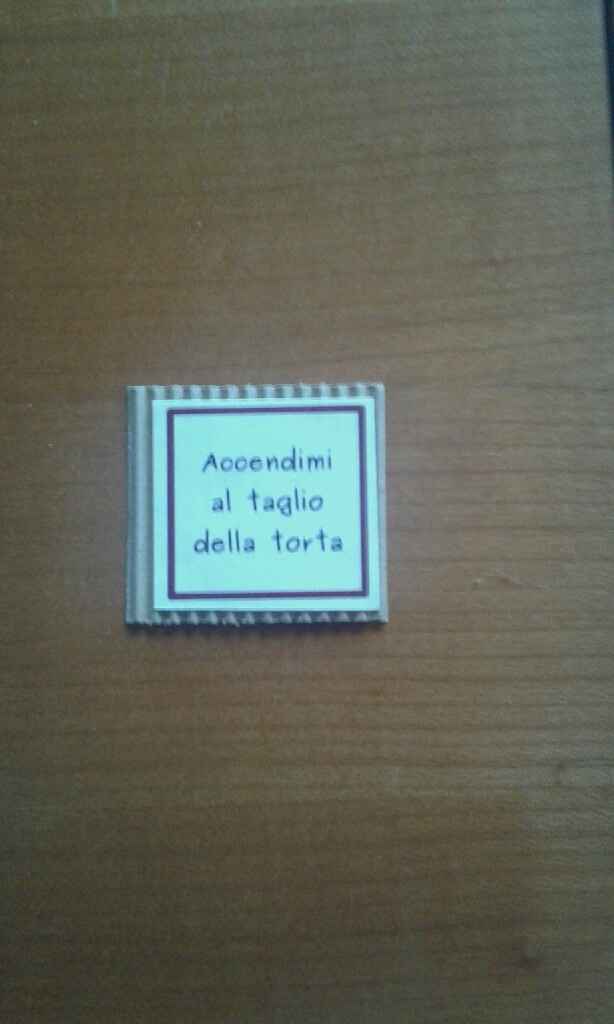 Accendimi
al taglio
della torta